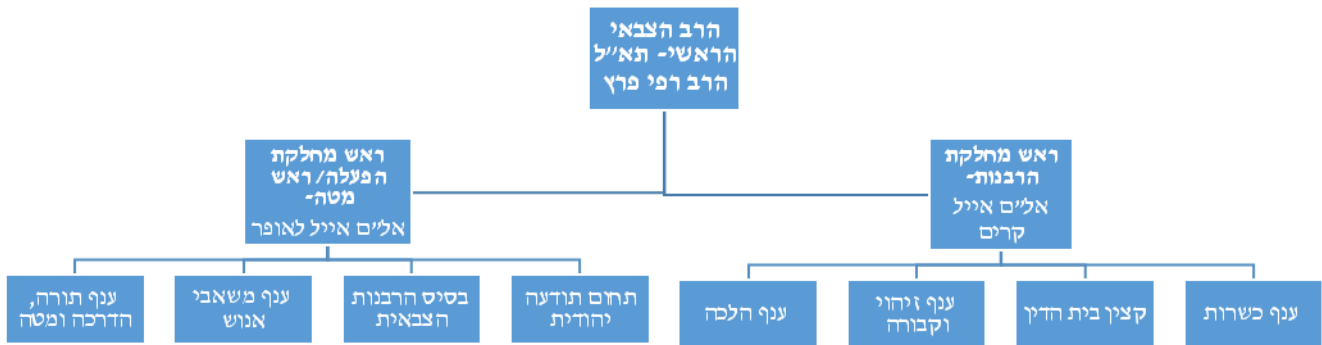 הרב הצבאי
הראשי- תא״ל
הרב רפי פרץ
ראש מחלקת
הרבנות-
אל״ם אייל
קרים
ראש מחלקת
הפעלה/ראש
מטה-
אל״ם אייל לאופר
ענף כשרות
קצין בית הדין
ענף זיהוי
וקבורה
ענף הלכה
תחום תודעה
יהודית
בסיס הרבנות
הצבאית
ענף משאבי
אנוש
ענף תורה,
הדרכה ומטה